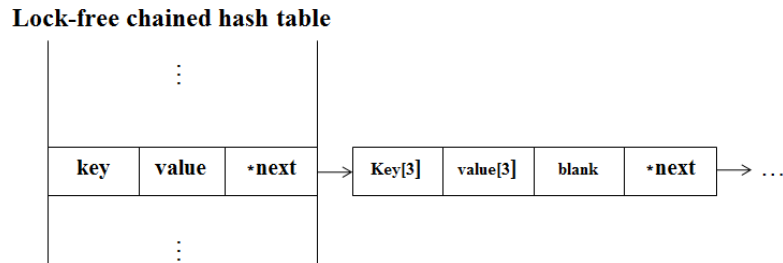 Lock-free chained hash table
⋮
key value *next Key[3] value[3] blank *next ...
⋮